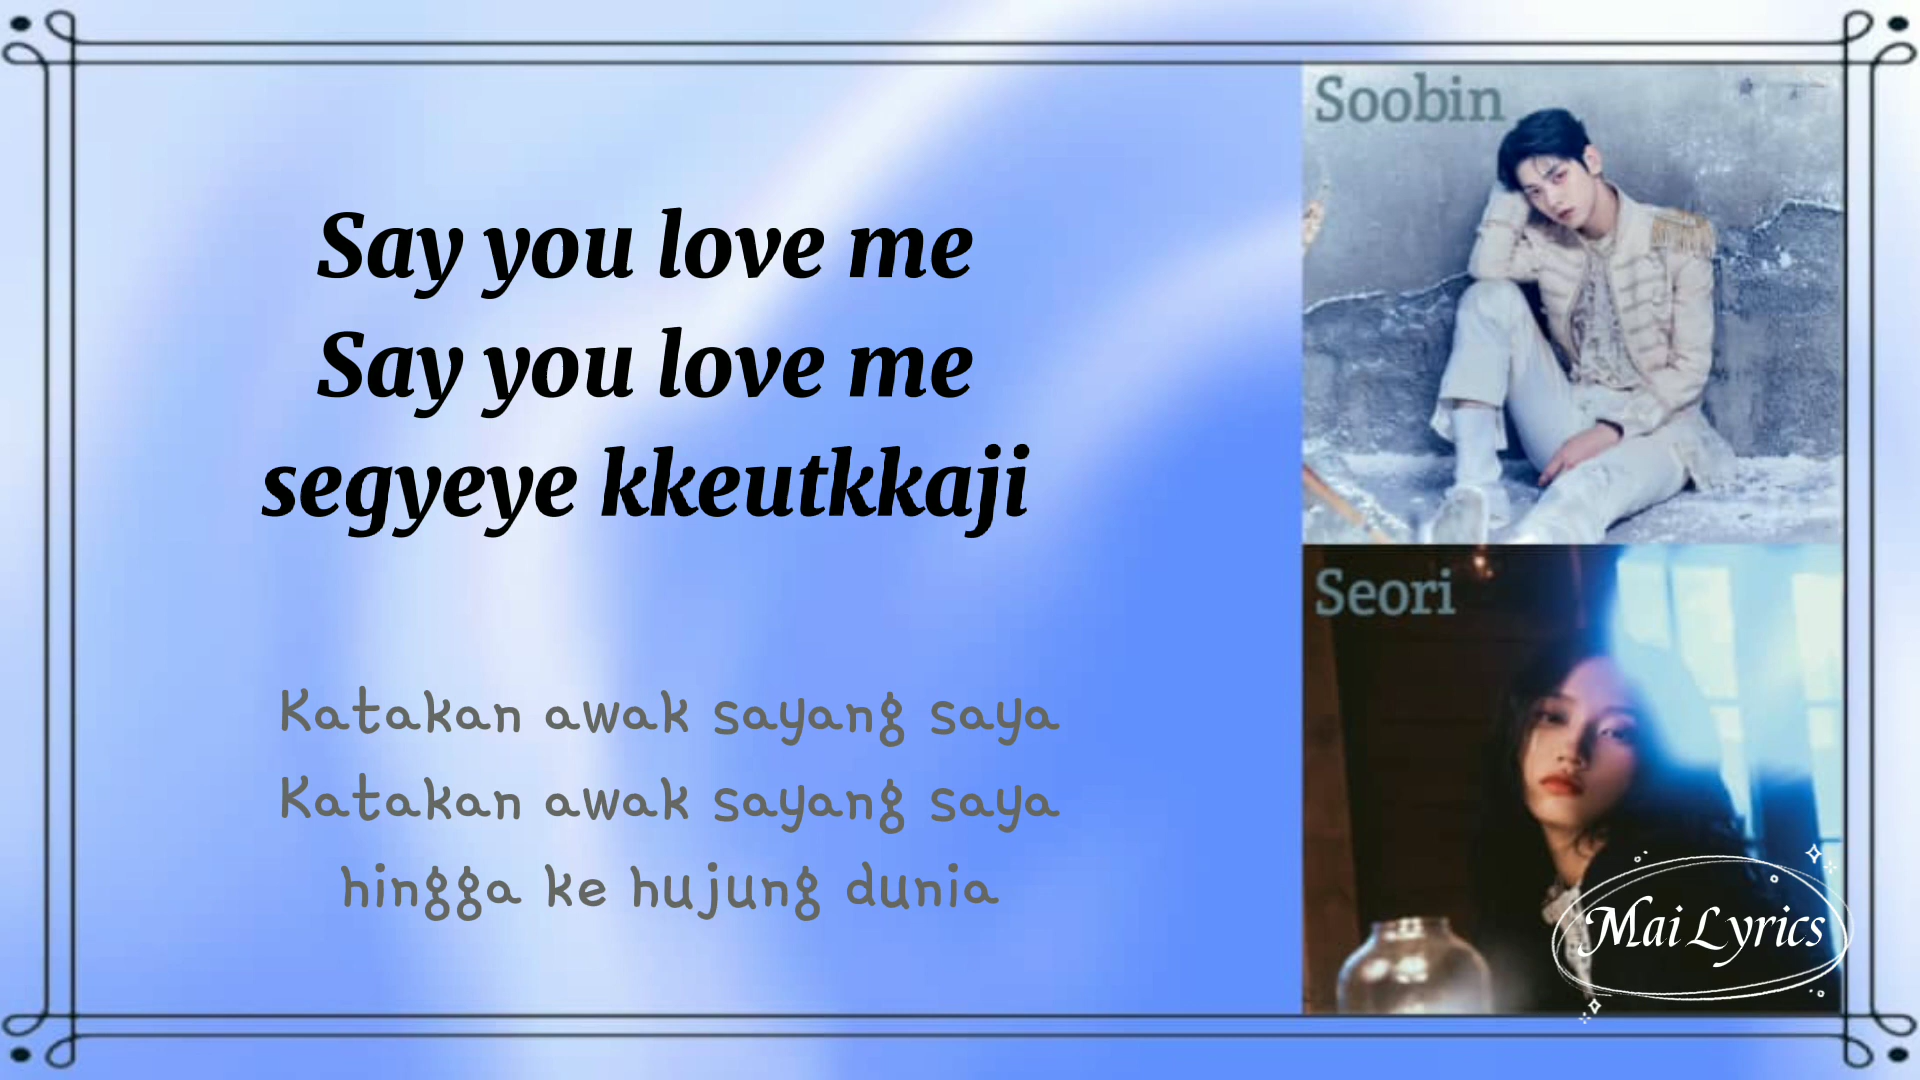 Say you love me
Say you love me
segyeye kkeutkkaji
Katakan awak sayang saya
Katakan awak sayang saya
hingga ke hujung dunia
Soobin
Seori
Mai Lyrics